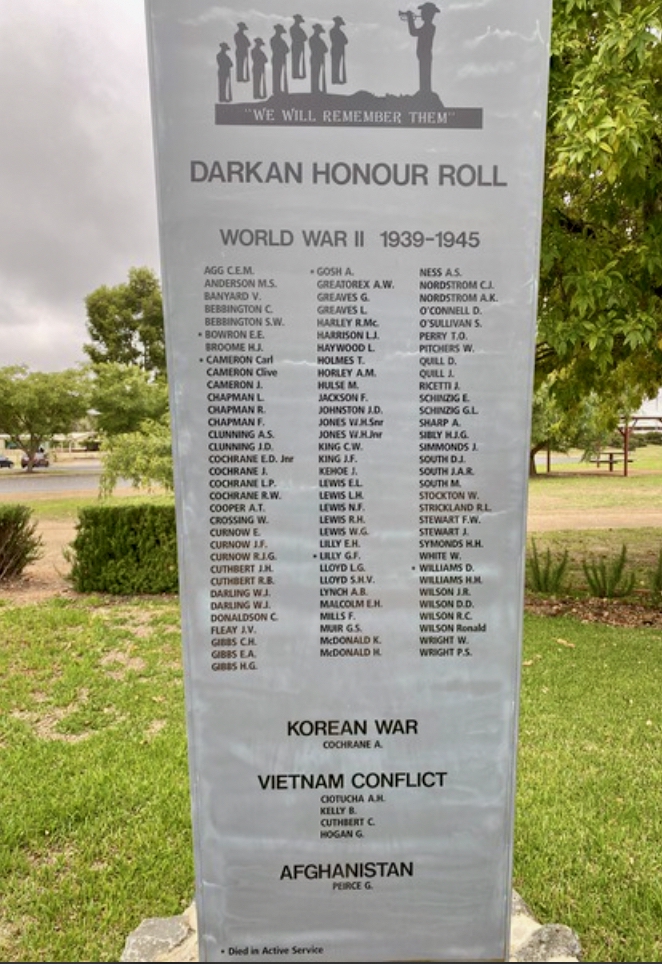 "WE WILL REMEMBER THEM"
DARKAN HONOUR ROLL
WORLD WAR II 1939-1945
AGG C.E.M.
ANDERSON M.S.
BANYARD V.
BEBBINGTON C.
BEBBINGTON S.W.
• BOWRON E.E.
BROOME H.J.
• CAMERON Carl
CAMERON Clive
CAMERON J.
CHAPMAN L.
CHAPMAN R.
CHAPMAN F.
CLUNNING A.S.
CLUNNING J.D.
COCHRANE E.D. Jnr
COCHRANE J.
COCHRANE L.P.
COCHRANE R.W.
COOPER A.T.
CROSSING W.
CURNOW E.
CURNOW J.F.
CURNOW R.J.G.
CUTHBERT J.H.
CUTHBERT R.B.
DARLING W.J.
DARLING W.J.
DONALDSON C.
FLEAY J.V.
GIBBS C.H.
GIBBS E.A.
GIBBS H.G.
• GOSH A.
GREATOREX A.W.
GREAVES G.
GREAVES L.
HARLEY R.Mc.
HARRISON L.J.
HAYWOOD L.
HOLMES T.
HORLEY A.M.
HULSE M.
JACKSON F.
JOHNSTON J.D.
JONES W.H.Snr
JONES W.H.Jnr
KING C.W.
KING J.F.
KEHOE J.
LEWIS E.L.
LEWIS L.H.
LEWIS N.F.
LEWIS R.H.
LEWIS W.G.
LILLY E.H.
• LILLY G.F.
LLOYD L.G.
LLOYD S.H.V.
LYNCH A.B.
MALCOLM E.H.
MILLS F.
MUIR G.S.
McDONALD K.
McDONALD H.
NESS A.S.
NORDSTROM C.J.
NORDSTROM A.K.
O'CONNELL D.
O'SULLIVAN S.
PERRY T.O.
PITCHERS W.
QUILL D.
QUILL J.
RICETTI J.
SCHINZIG E.
SCHINZIG G.L.
SHARP A.
SIBLY H.J.G.
SIMMONDS J.
SOUTH D.J.
SOUTH J.A.R.
SOUTH M.
STOCKTON W.
STRICKLAND R.L.
STEWART F.W.
STEWART J.
SYMONDS H.H.
WHITE W.
• WILLIAMS D.
WILLIAMS H.H.
WILSON J.R.
WILSON D.D.
WILSON R.C.
WILSON Ronald
WRIGHT W.
WRIGHT P.S.
KOREAN WAR
COCHRANE A.
VIETNAM CONFLICT
CIOTUCHA A.H.
KELLY B.
CUTHBERT C.
HOGAN G.
AFGHANISTAN
PEIRCE G.
• Died in Active Service